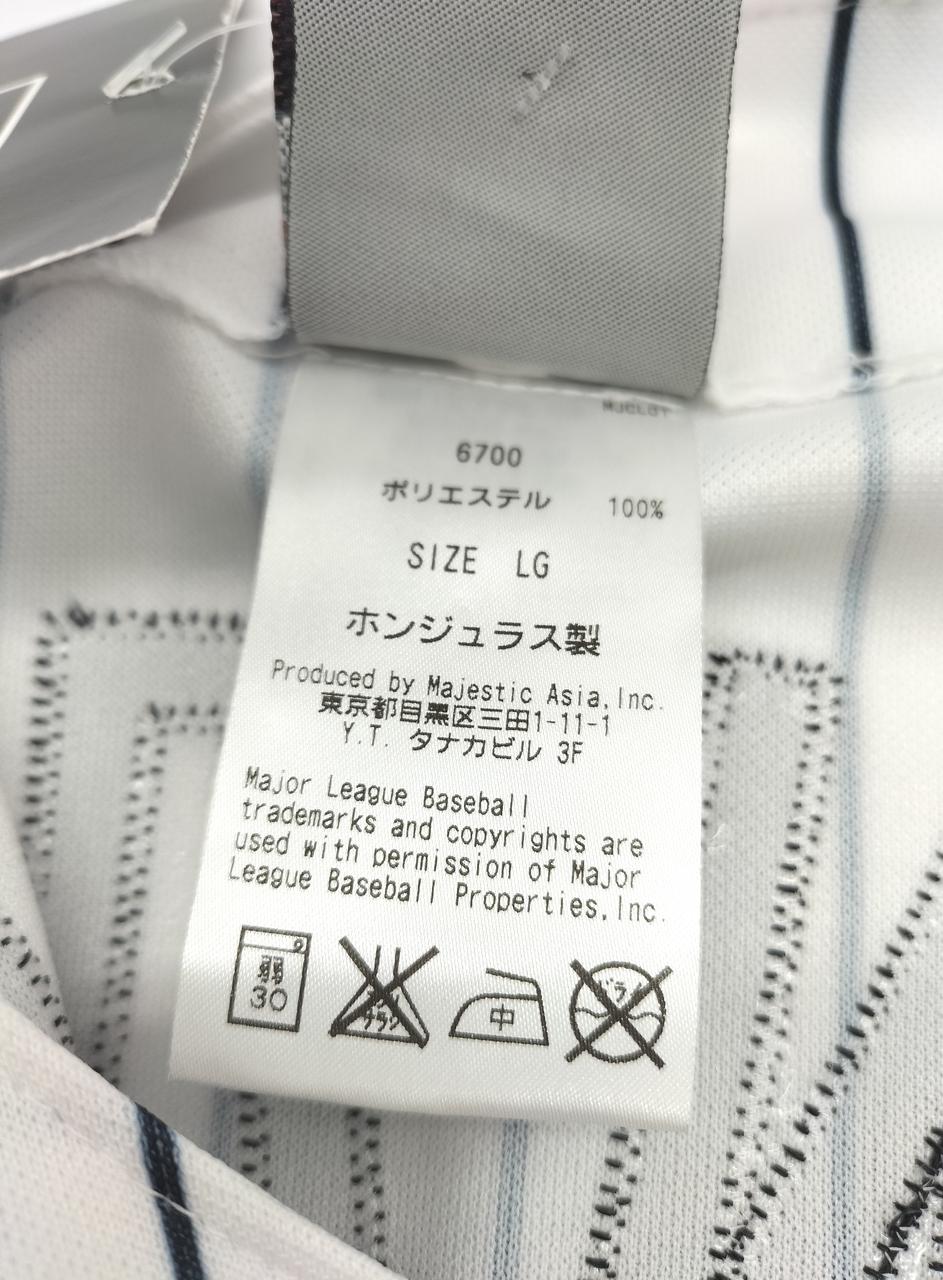 6700
ポリエステル 100%
SIZE LG
ホンジュラス製
Produced by Majestic Asia,Inc.
東京都目黒区三田1-11-1
Y.T. タナカビル 3F
Major League Baseball
trademarks and copyrights are
used with permission of Major
League Baseball Properties,Inc.
弱
30
中
ドライ